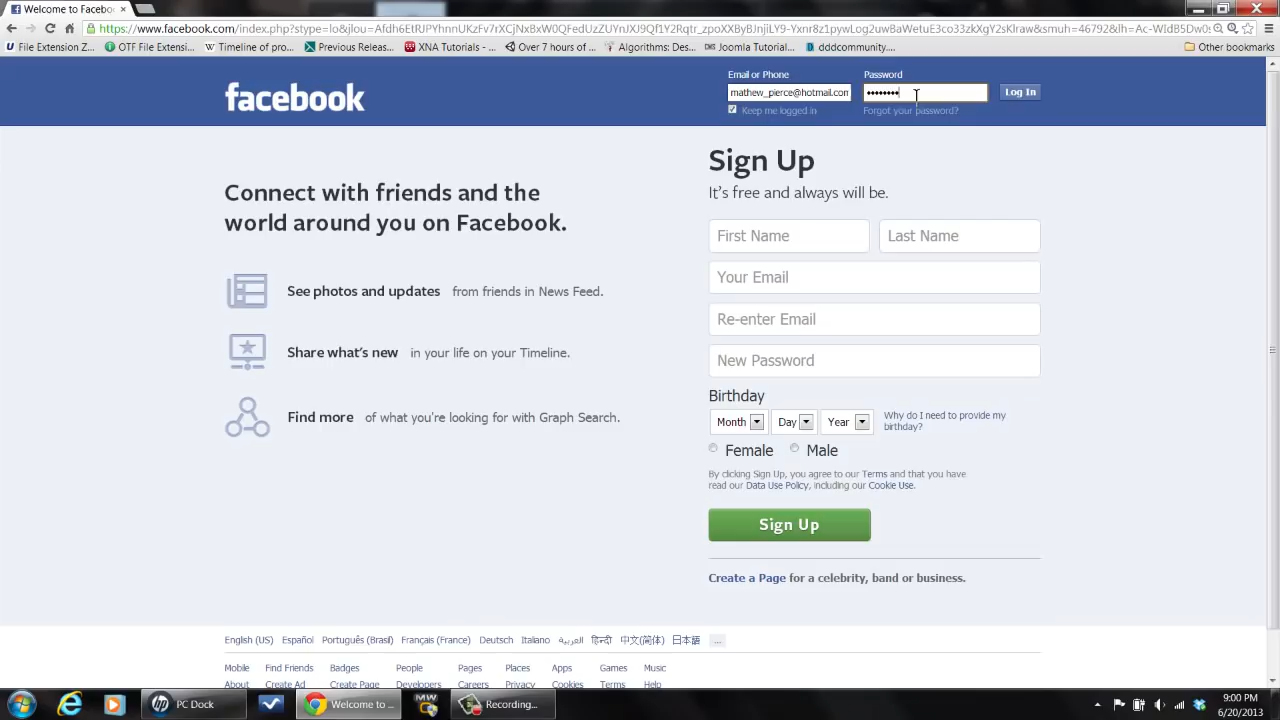 Welcome to Facebo
https://www.facebook.com/index.php?stype=lo&jlou=
File Extension Z...
OTF File Extensi...
Timeline of pro...
Previous Releas...
XNA Tutorials - ...
Over 7 hours of ...
Algorithms: Des...
Joomla Tutorial...
dddcommunity...
Other bookmarks
facebook
Email or Phone
Password
mathew_pierce@hotmail.com
••••••••
Log In
Keep me logged in
Forgot your password?
Connect with friends and the
world around you on Facebook.
See photos and updates from friends in News Feed.
Share what's new in your life on your Timeline.
Find more of what you're looking for with Graph Search.
Sign Up
It's free and always will be.
First Name
Last Name
Your Email
Re-enter Email
New Password
Birthday
Month
Day
Year
Why do I need to provide my
birthday?
Female
Male
By clicking Sign Up, you agree to our Terms and that you have
read our Data Use Policy, including our Cookie Use.
Sign Up
Create a Page for a celebrity, band or business.
English (US) Español Português (Brasil) Français (France) Deutsch Italiano العربية हिन्दी 中文(简体) 日本語 ...
Mobile Find Friends Badges People Pages Places Apps Games Music
About Create Ad Create Page Developers Careers Privacy Cookies Terms Help
PC Dock
Welcome to ...
MW
Recording...
9:00 PM
6/20/2013